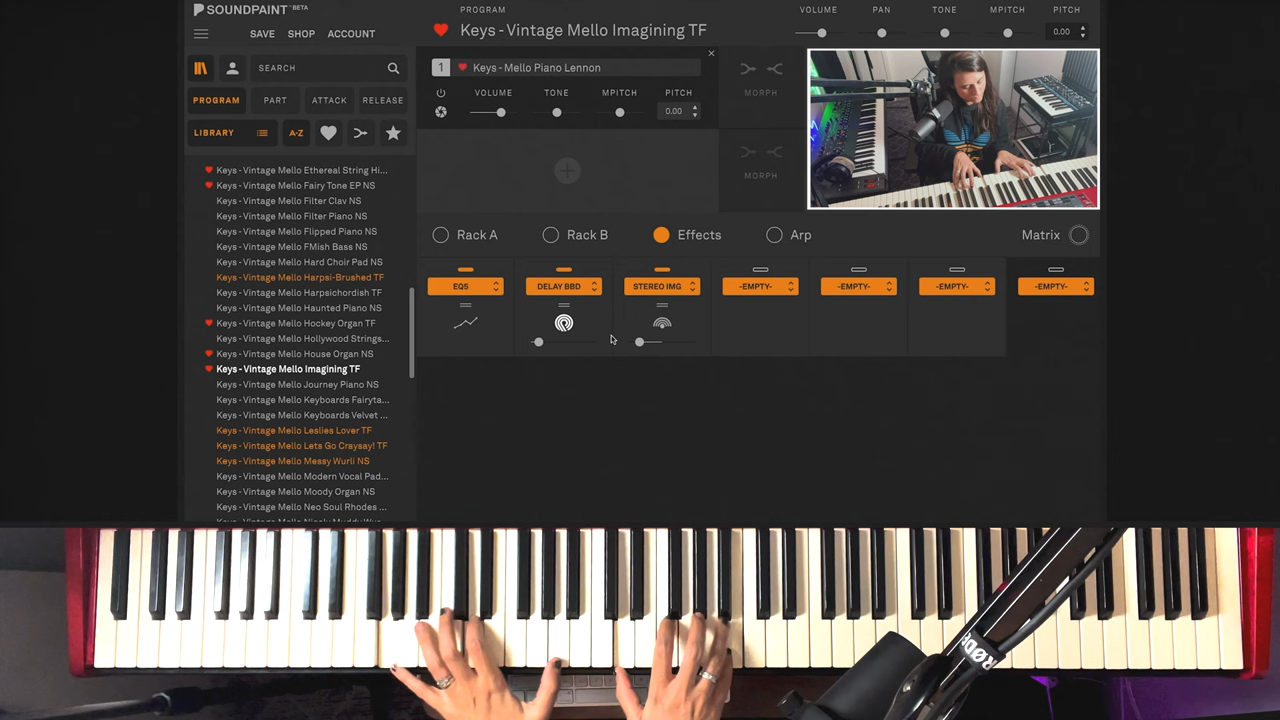 SOUNDPAINT BETA
SAVE SHOP ACCOUNT
SEARCH
PROGRAM PART ATTACK RELEASE
LIBRARY A-Z
Keys - Vintage Mello Ethereal String Hi...
Keys - Vintage Mello Fairy Tone EP NS
Keys - Vintage Mello Filter Clav NS
Keys - Vintage Mello Filter Piano NS
Keys - Vintage Mello Flipped Piano NS
Keys - Vintage Mello FMish Bass NS
Keys - Vintage Mello Hard Choir Pad NS
Keys - Vintage Mello Harpsi-Brushed TF
Keys - Vintage Mello Harpsichordish TF
Keys - Vintage Mello Haunted Piano NS
Keys - Vintage Mello Hockey Organ TF
Keys - Vintage Mello Hollywood Strings...
Keys - Vintage Mello House Organ NS
Keys - Vintage Mello Imagining TF
Keys - Vintage Mello Journey Piano NS
Keys - Vintage Mello Keyboards Fairyta...
Keys - Vintage Mello Keyboards Velvet ...
Keys - Vintage Mello Leslies Lover TF
Keys - Vintage Mello Lets Go Craysay! TF
Keys - Vintage Mello Messy Wurli NS
Keys - Vintage Mello Modern Vocal Pad...
Keys - Vintage Mello Moody Organ NS
Keys - Vintage Mello Neo Soul Rhodes ...
PROGRAM
Keys - Vintage Mello Imagining TF
VOLUME PAN TONE MPITCH PITCH
0.00
1 Keys - Mello Piano Lennon
VOLUME TONE MPITCH PITCH
0.00
MORPH
MORPH
Rack A Rack B Effects Arp Matrix
EQ5 DELAY BBD STEREO IMG -EMPTY- -EMPTY- -EMPTY- -EMPTY-
RØDE